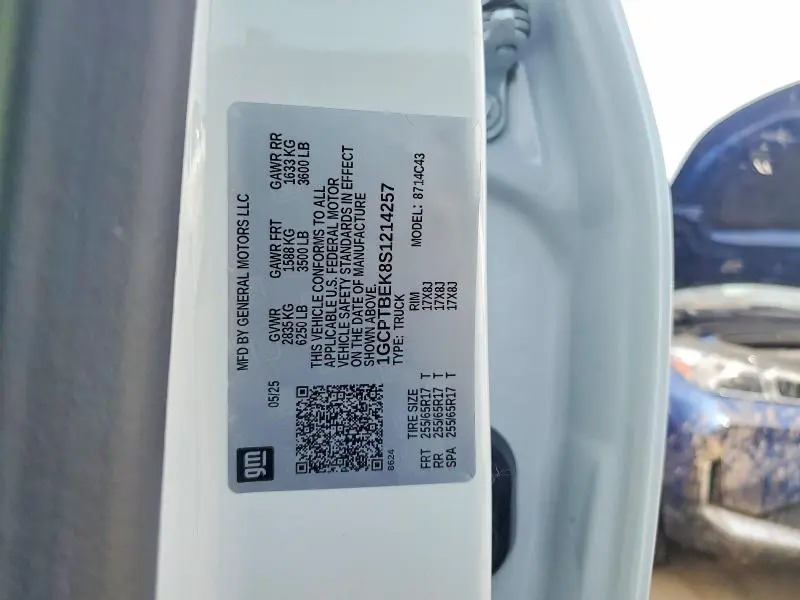 MFD BY GENERAL MOTORS LLC
05/25
GVWR GAWR FRT GAWR RR
2835 KG 1588 KG 1633 KG
6250 LB 3500 LB 3600 LB
THIS VEHICLE CONFORMS TO ALL
APPLICABLE U.S. FEDERAL MOTOR
VEHICLE SAFETY STANDARDS IN EFFECT
ON THE DATE OF MANUFACTURE
SHOWN ABOVE.
1GCPTBEK8S1214257
TYPE: TRUCK MODEL: 8714C43
gm
8624
TIRE SIZE RIM
FRT 255/65R17 T 17X8J
RR 255/65R17 T 17X8J
SPA 255/65R17 T 17X8J